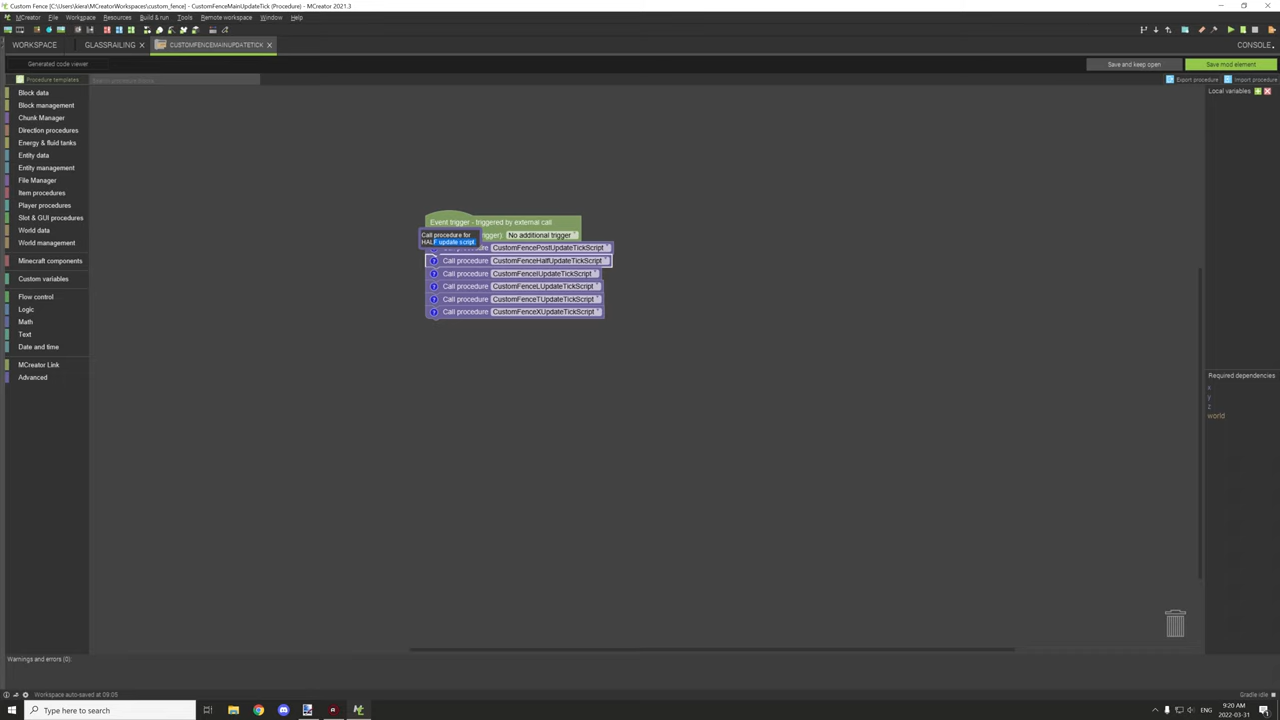 Custom Fence [C:\Users\kiera\MCreatorWorkspaces\custom_fence] - CustomFenceMainUpdateTick (Procedure) - MCreator 2021.3
MCreator File Workspace Resources Build & run Tools Remote workspace Window Help
WORKSPACE GLASSRAILING CUSTOMFENCEMAINUPDATETICK CONSOLE
Generated code viewer Save and keep open Save mod element
Procedure templates Export procedure Import procedure
Block data
Block management
Chunk Manager
Direction procedures
Energy & fluid tanks
Entity data
Entity management
File Manager
Item procedures
Player procedures
Slot & GUI procedures
World data
World management
Minecraft components
Custom variables
Flow control
Logic
Math
Text
Date and time
MCreator Link
Advanced
Event trigger - triggered by external call
rigger): No additional trigger
Call procedure for
HALF update script
CustomFencePostUpdateTickScript
Call procedure CustomFenceHalfUpdateTickScript
Call procedure CustomFenceIUpdateTickScript
Call procedure CustomFenceLUpdateTickScript
Call procedure CustomFenceTUpdateTickScript
Call procedure CustomFenceXUpdateTickScript
Local variables
Required dependencies
x
y
z
world
Warnings and errors (0):
Workspace auto-saved at 09:05 Gradle idle
Type here to search ENG 9:20 AM
2022-03-31